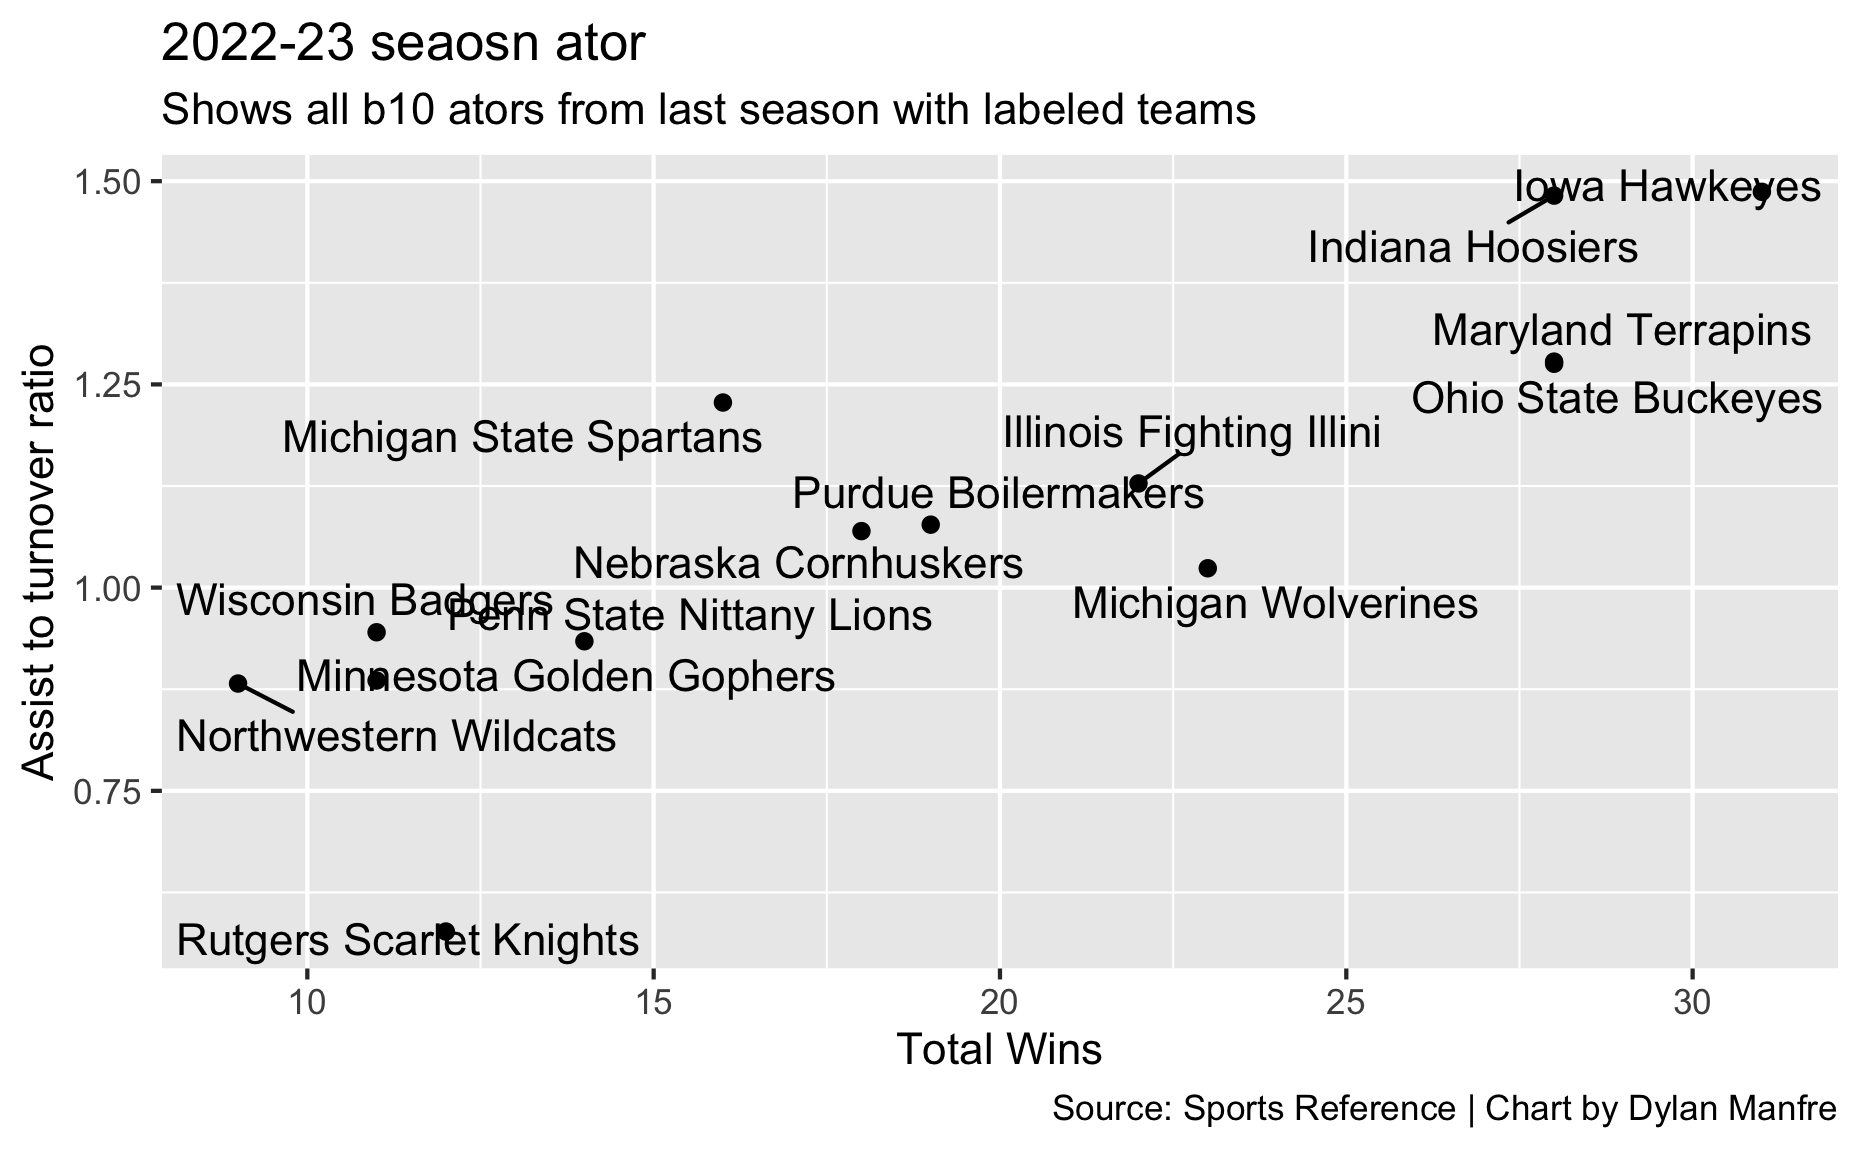 2022-23 seaosn ator
Shows all b10 ators from last season with labeled teams
Assist to turnover ratio
1.50
1.25
1.00
0.75
Iowa Hawkeyes
Indiana Hoosiers
Maryland Terrapins
Ohio State Buckeyes
Michigan State Spartans
Illinois Fighting Illini
Purdue Boilermakers
Nebraska Cornhuskers
Michigan Wolverines
Wisconsin Badgers
Penn State Nittany Lions
Minnesota Golden Gophers
Northwestern Wildcats
Rutgers Scarlet Knights
10 15 20 25 30
Total Wins
Source: Sports Reference | Chart by Dylan Manfre